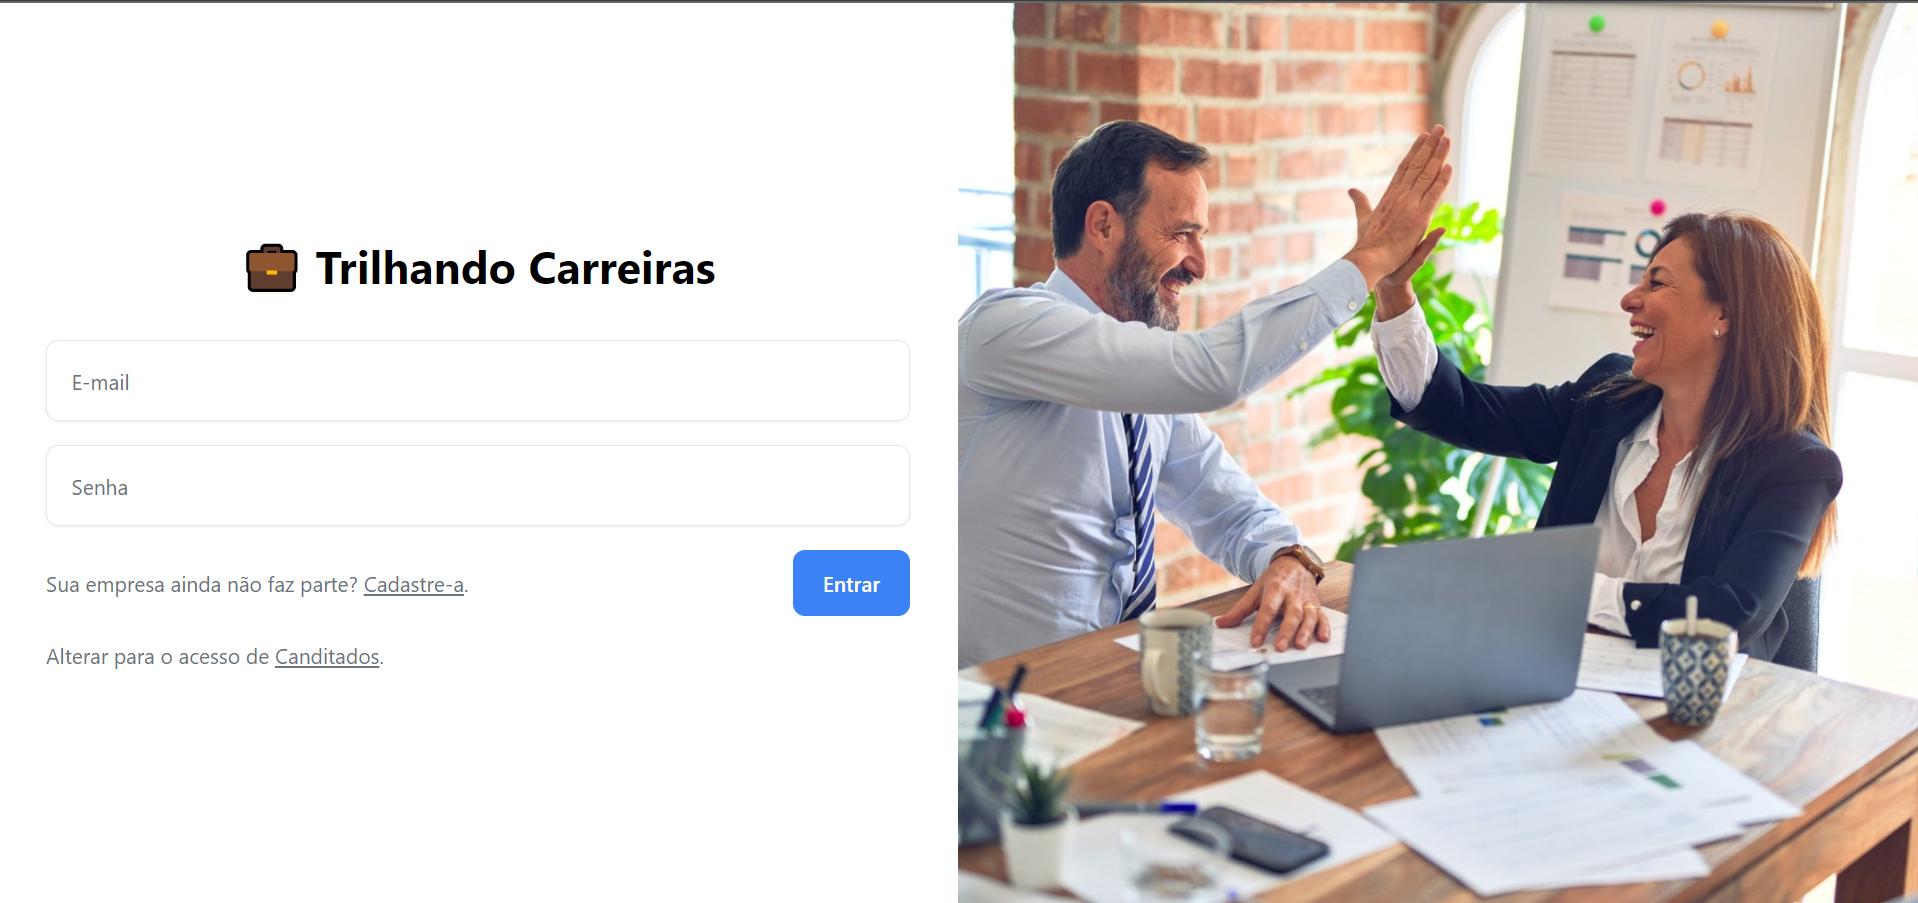 Trilhando Carreiras
E-mail
Senha
Sua empresa ainda não faz parte? Cadastre-a.
Entrar
Alterar para o acesso de Canditados.